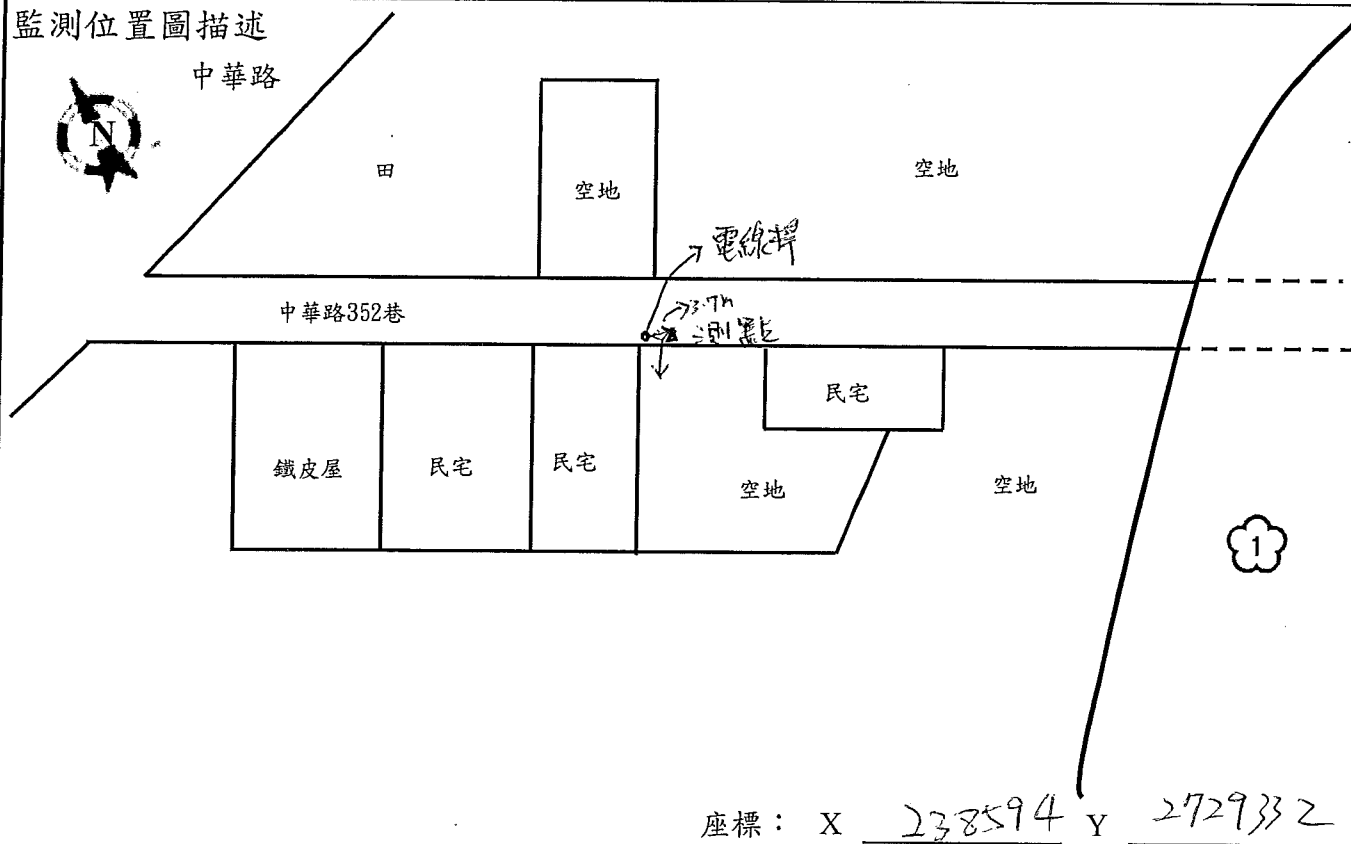 監測位置圖描述
中華路
N
田
空地
空地
電線桿
中華路352巷
3.7m
測點
民宅
鐵皮屋
民宅
民宅
空地
空地
1
座標： X 238594 Y 2729332